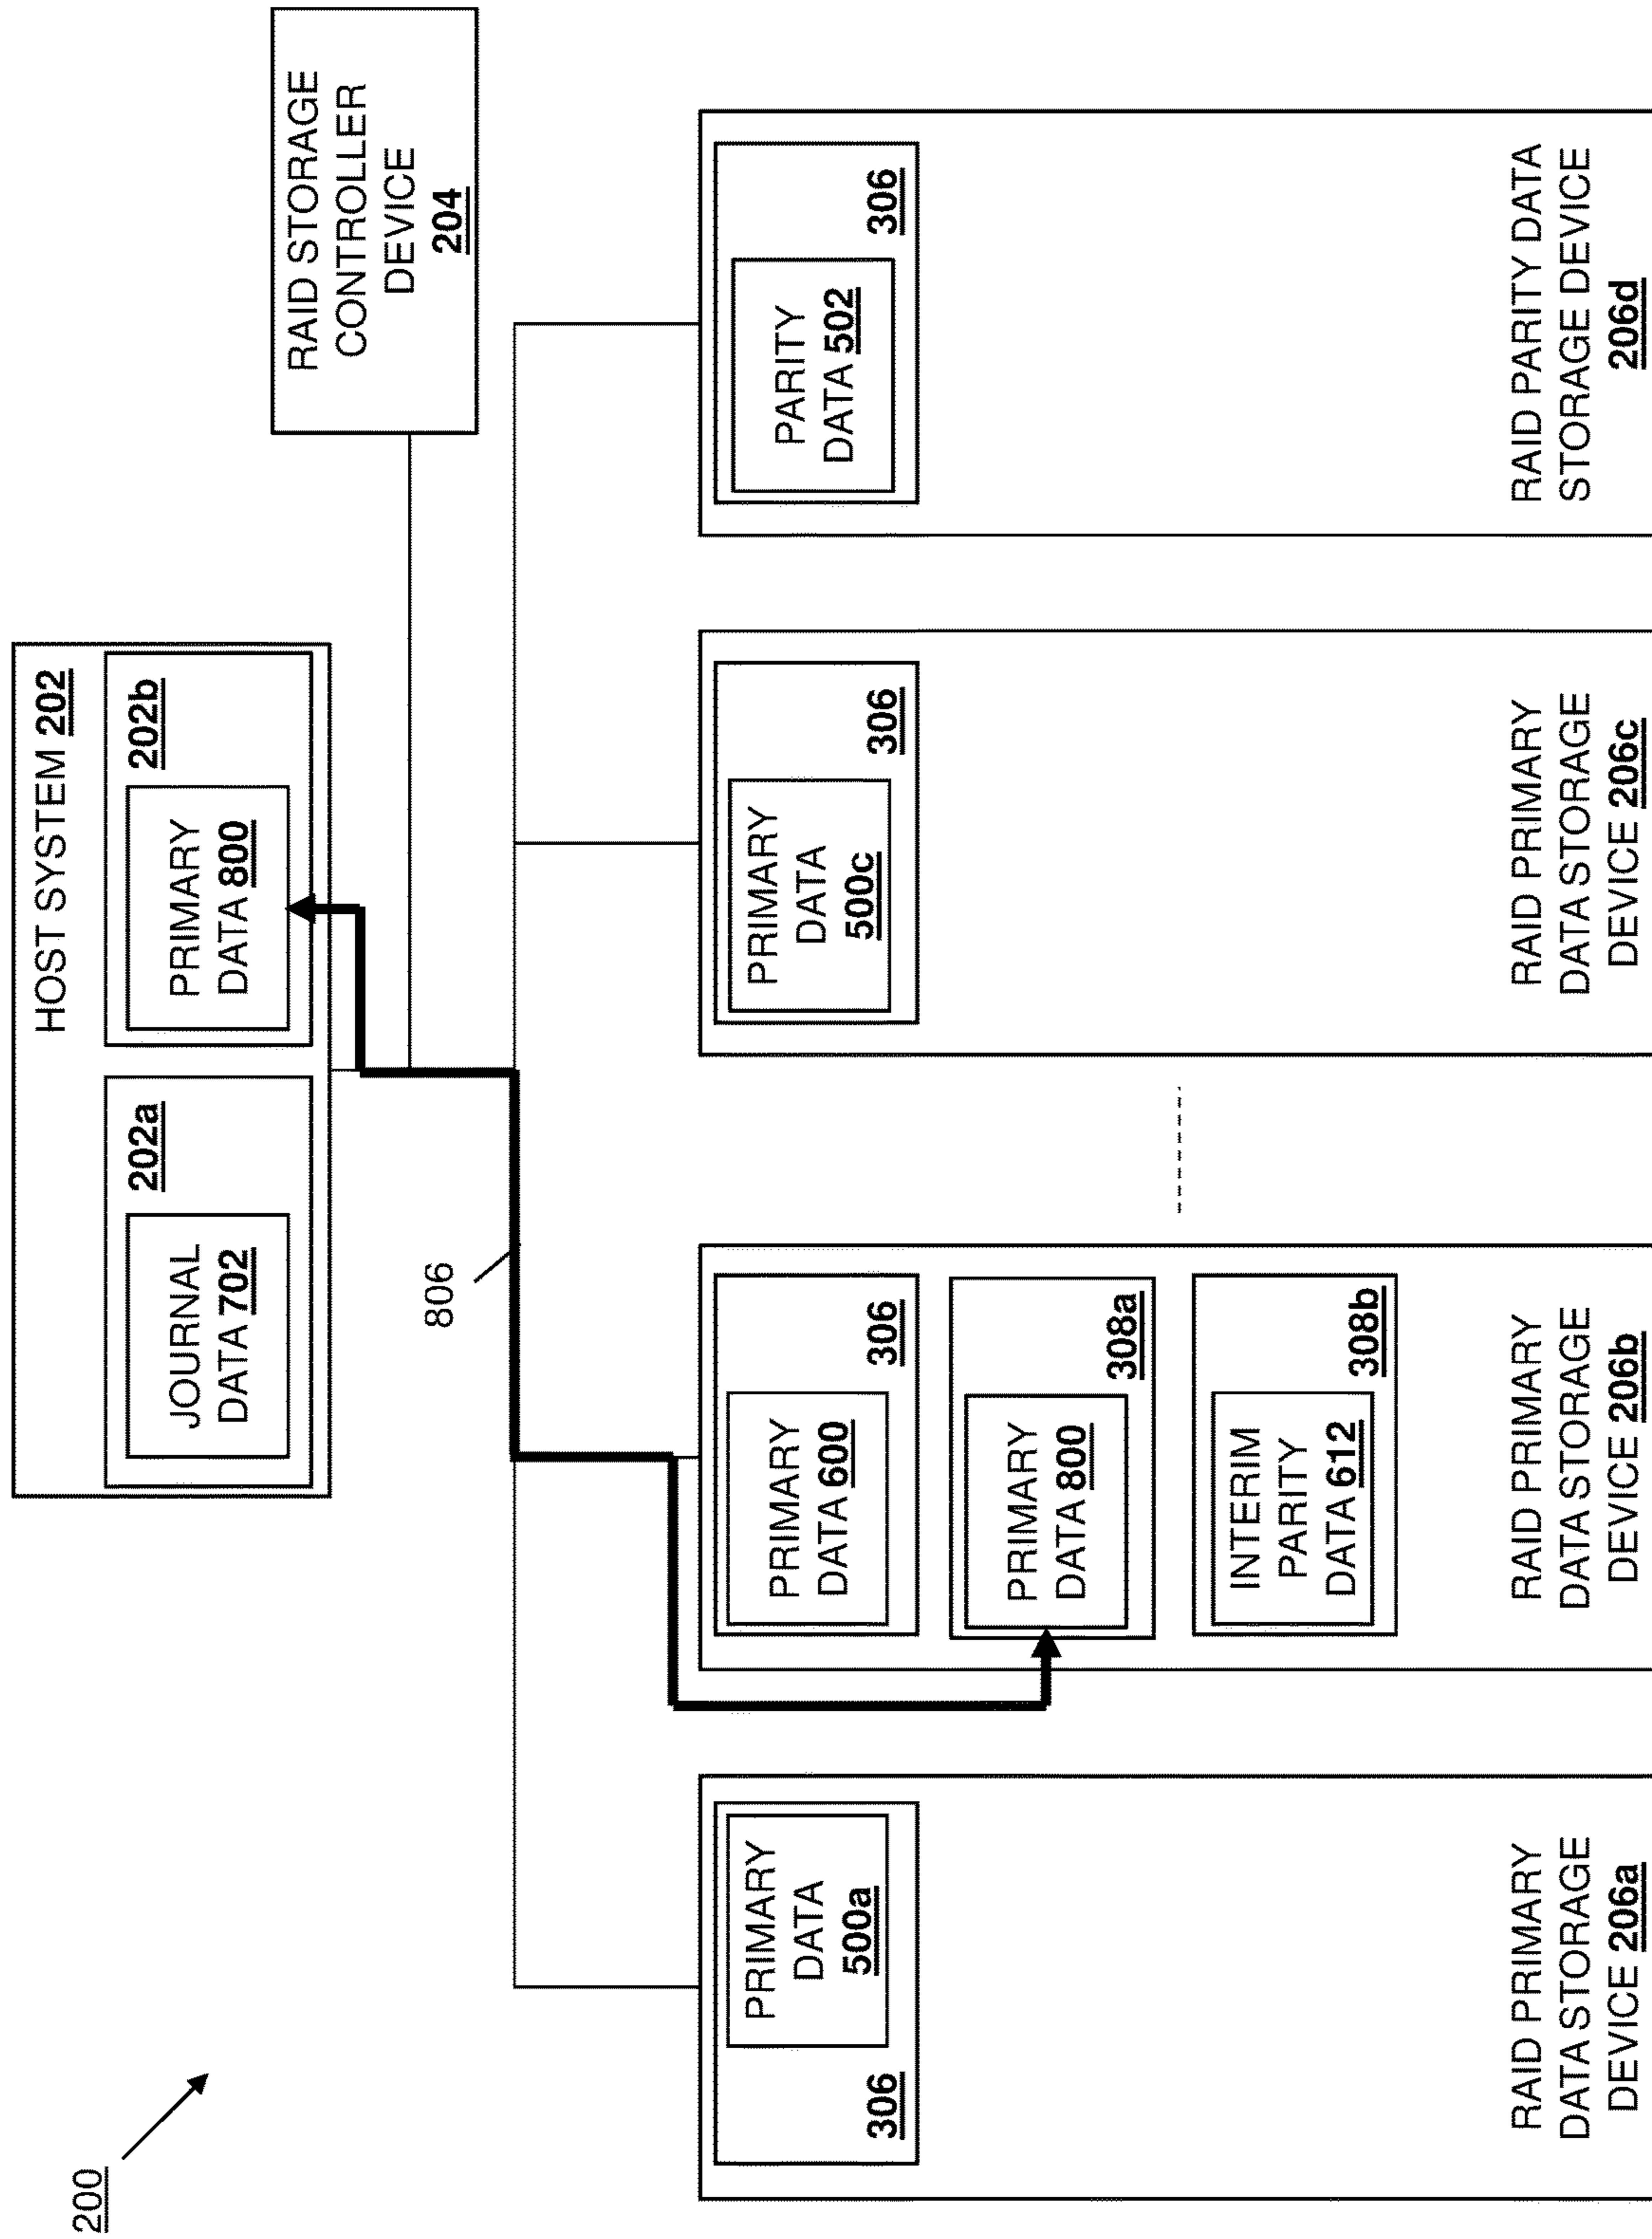 200
HOST SYSTEM 202
202a
JOURNAL
DATA 702
202b
PRIMARY
DATA 800
RAID STORAGE
CONTROLLER
DEVICE
204
806
306
PRIMARY
DATA
500a
RAID PRIMARY
DATA STORAGE
DEVICE 206a
PRIMARY
DATA 600
306
PRIMARY
DATA 800
308a
INTERIM
PARITY
DATA 612
308b
RAID PRIMARY
DATA STORAGE
DEVICE 206b
PRIMARY
DATA
500c
306
RAID PRIMARY
DATA STORAGE
DEVICE 206c
PARITY
DATA 502
306
RAID PARITY DATA
STORAGE DEVICE
206d